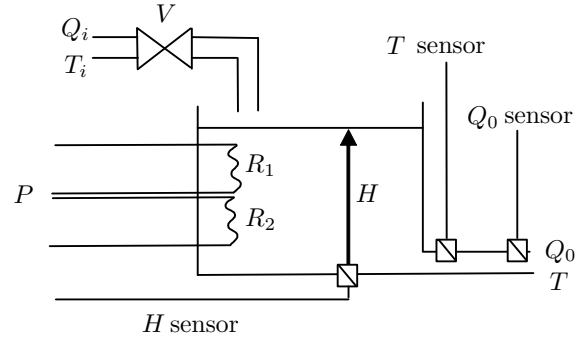 V
Q_i
T_i
T sensor
Q_0 sensor
R_1
P
H
R_2
Q_0
T
H sensor